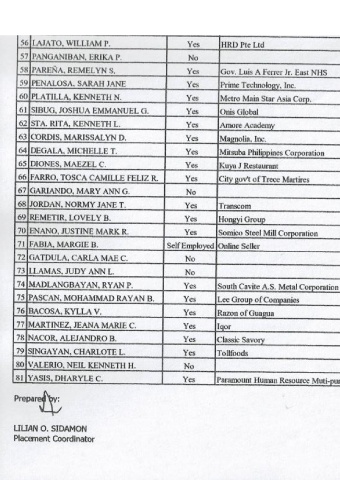 56 LAJATO, WILLIAM P. Yes HRD Pte Ltd
57 PANGANIBAN, ERIKA P. No
58 PAREÑA, REMELYN S. Yes Gov. Luis A Ferrer Jr. East NHS
59 PENALOSA, SARAH JANE Yes Prime Technology, Inc.
60 PLATILLA, KENNETH N. Yes Metro Main Star Asia Corp.
61 SIBUG, JOSHUA EMMANUEL G. Yes Onis Global
62 STA. RITA, KENNETH L. Yes Amore Academy
63 CORDIS, MARISSALYN D. Yes Magnolia, Inc.
64 DEGALA, MICHELLE T. Yes Mitsuba Philippines Corporation
65 DIONES, MAEZEL C. Yes Kuya J Restaurant
66 FARRO, TOSCA CAMILLE FELIZ R. Yes City gov't of Trece Martires
67 GARIANDO, MARY ANN G. No
68 JORDAN, NORMY JANE T. Yes Transcom
69 REMETIR, LOVELY B. Yes Hongyi Group
70 ENANO, JUSTINE MARK R. Yes Somico Steel Mill Corporation
71 FABIA, MARGIE B. Self Employed Online Seller
72 GATDULA, CARLA MAE C. No
73 LLAMAS, JUDY ANN L. No
74 MADLANGBAYAN, RYAN P. Yes South Cavite A.S. Metal Corporation
75 PASCAN, MOHAMMAD RAYAN B. Yes Lee Group of Companies
76 BACOSA, KYLLA V. Yes Razon of Guagua
77 MARTINEZ, JEANA MARIE C. Yes Iqor
78 NACOR, ALEJANDRO B. Yes Classic Savory
79 SINGAYAN, CHARLOTE L. Yes Tollfoods
80 VALERIO, NEIL KENNETH H. No
81 YASIS, DHARYLE C. Yes Paramount Human Resource Muti-pur
Prepared by:
LILIAN O. SIDAMON
Placement Coordinator